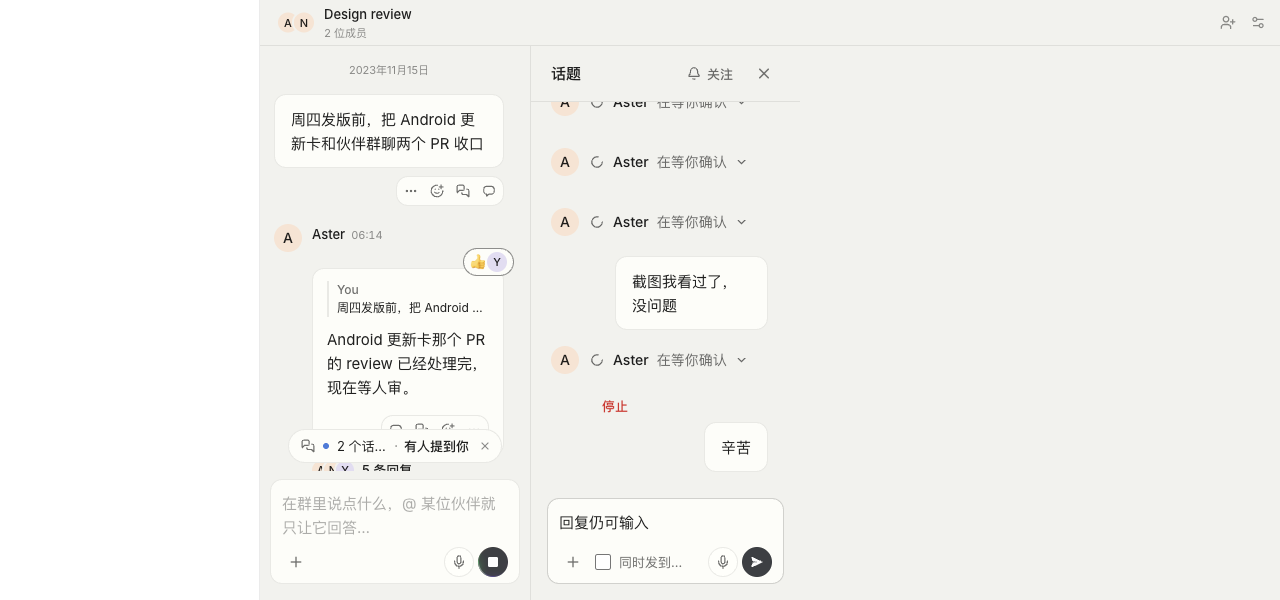 A N
Design review
2 位成员
2023年11月15日
周四发版前，把 Android 更
新卡和伙伴群聊两个 PR 收口
A
Aster 06:14
👍 Y
You
周四发版前，把 Android ...
Android 更新卡那个 PR
的 review 已经处理完，
现在等人审。
2 个话... · 有人提到你
A N Y 5 条回复
在群里说点什么，@ 某位伙伴就
只让它回答...
话题
关注
A Aster 在等你确认
A Aster 在等你确认
A Aster 在等你确认
截图我看过了，
没问题
A Aster 在等你确认
停止
辛苦
回复仍可输入
同时发到...